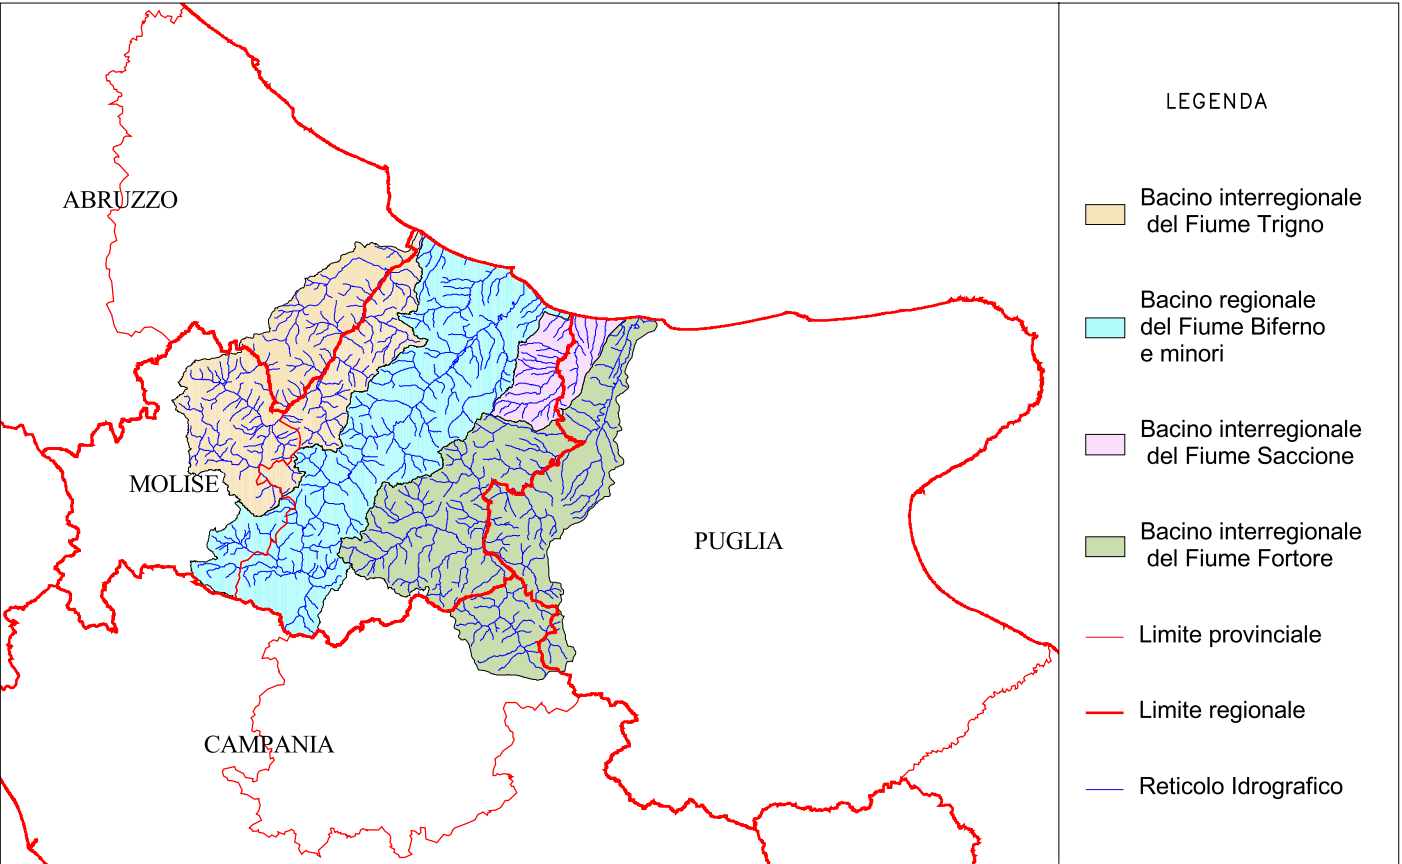 ABRUZZO
MOLISE
PUGLIA
CAMPANIA
LEGENDA
Bacino interregionale
del Fiume Trigno
Bacino regionale
del Fiume Biferno
e minori
Bacino interregionale
del Fiume Saccione
Bacino interregionale
del Fiume Fortore
Limite provinciale
Limite regionale
Reticolo Idrografico